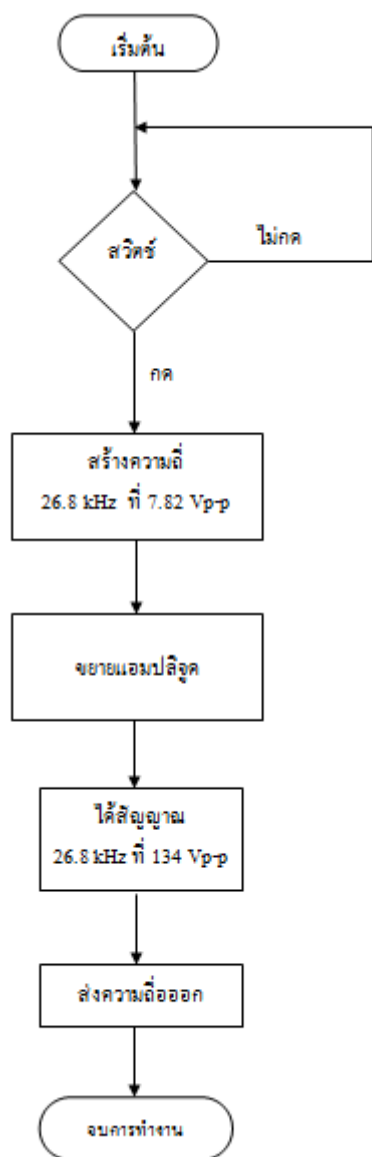 เริ่มต้น
สวิตช์
ไม่กด
กด
สร้างความถี่
26.8 kHz ที่ 7.82 Vp-p
ขยายแอมปลิจูด
ได้สัญญาณ
26.8 kHz ที่ 134 Vp-p
ส่งความถี่อออก
จบการทำงาน